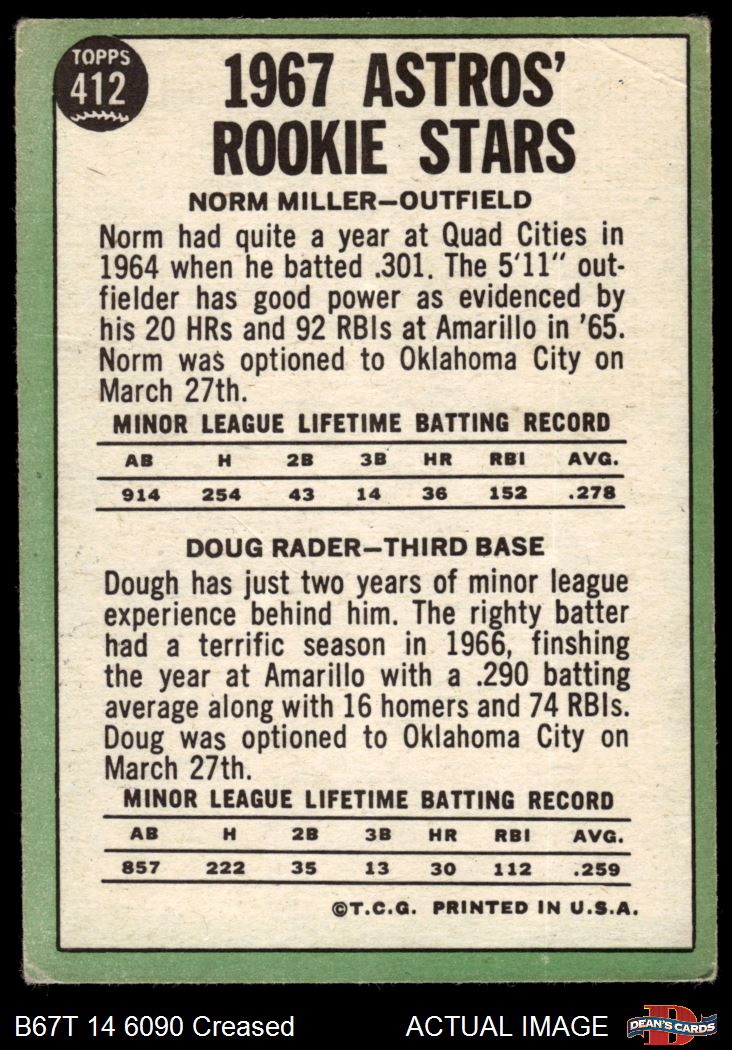 TOPPS
412
1967 ASTROS'
ROOKIE STARS
NORM MILLER—OUTFIELD
Norm had quite a year at Quad Cities in
1964 when he batted .301. The 5'11" out-
fielder has good power as evidenced by
his 20 HRs and 92 RBIs at Amarillo in '65.
Norm was optioned to Oklahoma City on
March 27th.
MINOR LEAGUE LIFETIME BATTING RECORD
AB H 2B 3B HR RBI AVG.
914 254 43 14 36 152 .278
DOUG RADER—THIRD BASE
Dough has just two years of minor league
experience behind him. The righty batter
had a terrific season in 1966, finshing
the year at Amarillo with a .290 batting
average along with 16 homers and 74 RBIs.
Doug was optioned to Oklahoma City on
March 27th.
MINOR LEAGUE LIFETIME BATTING RECORD
AB H 2B 3B HR RBI AVG.
857 222 35 13 30 112 .259
©T.C.G. PRINTED IN U.S.A.
B67T 14 6090 Creased ACTUAL IMAGE DEAN'S CARDS